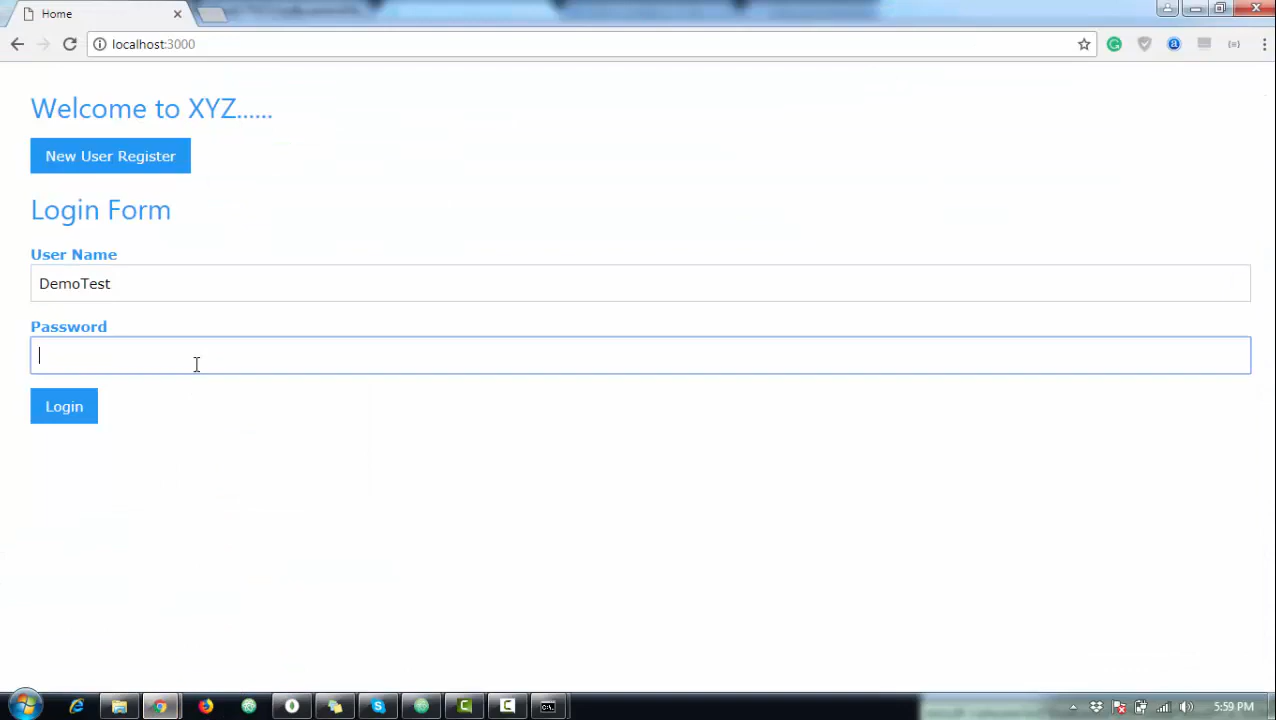 Home
localhost:3000
Welcome to XYZ......
New User Register
Login Form
User Name
DemoTest
Password
Login
5:59 PM